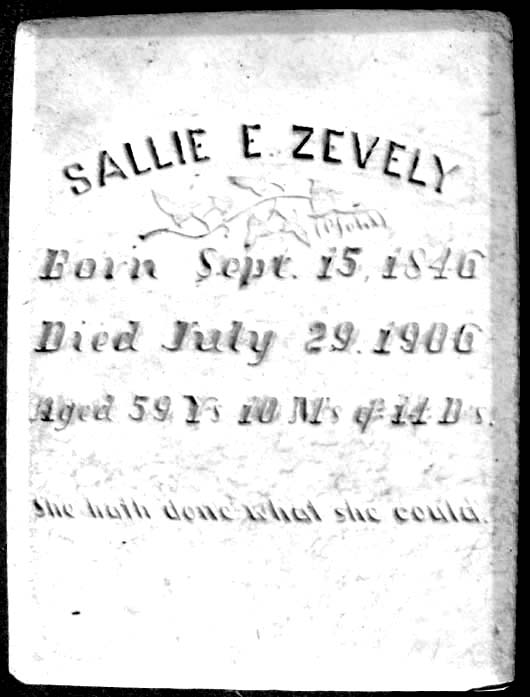 SALLIE E. ZEVELY
Born Sept. 15, 1846
Died July 29. 1906
Aged 59 Ys 10 M's & 14 Ds.
She hath done what she could.